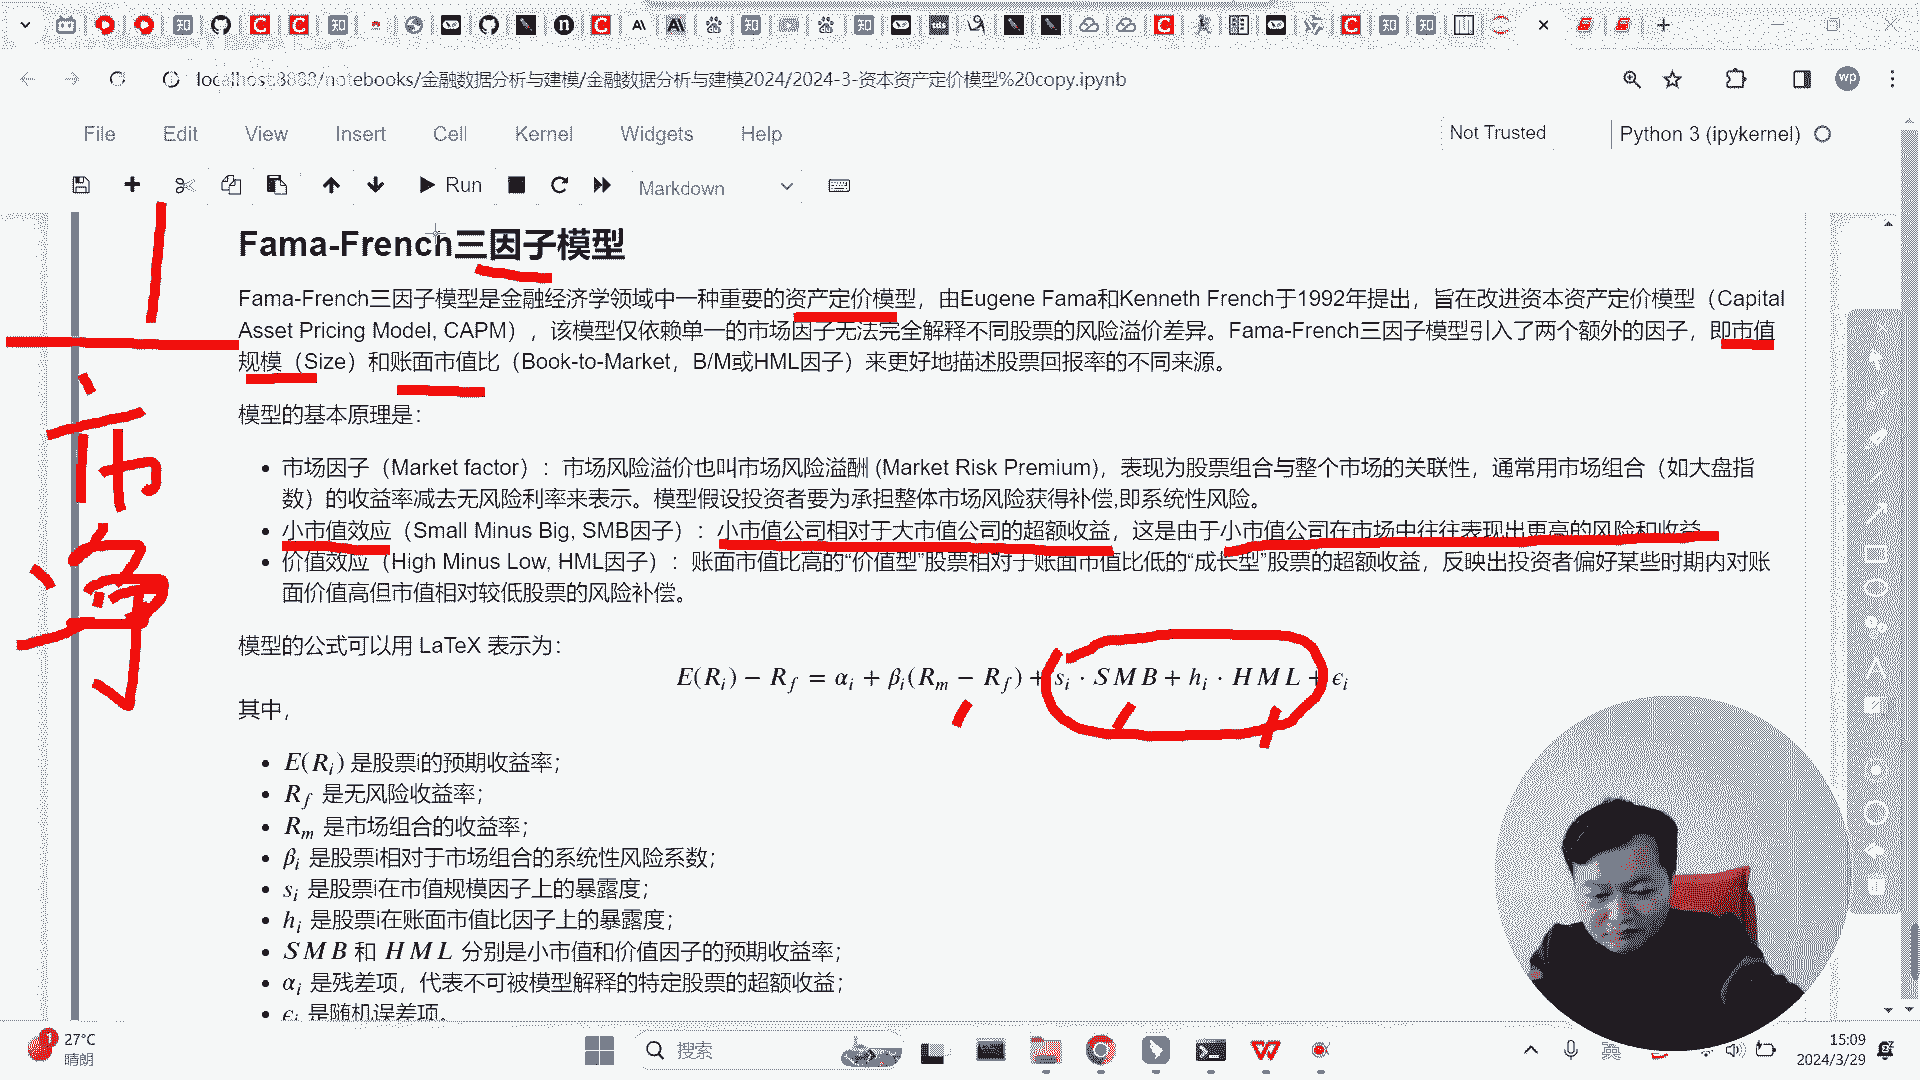 localhost:8888/notebooks/金融数据分析与建模/金融数据分析与建模2024/2024-3-资本资产定价模型%20copy.ipynb
wp
File Edit View Insert Cell Kernel Widgets Help
Not Trusted
Python 3 (ipykernel)
Run
Markdown
Fama-French三因子模型
Fama-French三因子模型是金融经济学领域中一种重要的资产定价模型，由Eugene Fama和Kenneth French于1992年提出，旨在改进资本资产定价模型（Capital
Asset Pricing Model, CAPM），该模型仅依赖单一的市场因子无法完全解释不同股票的风险溢价差异。Fama-French三因子模型引入了两个额外的因子，即市值
规模（Size）和账面市值比（Book-to-Market，B/M或HML因子）来更好地描述股票回报率的不同来源。
模型的基本原理是：
• 市场因子（Market factor）：市场风险溢价也叫市场风险溢酬 (Market Risk Premium)，表现为股票组合与整个市场的关联性，通常用市场组合（如大盘指
数）的收益率减去无风险利率来表示。模型假设投资者要为承担整体市场风险获得补偿,即系统性风险。
• 小市值效应（Small Minus Big, SMB因子）：小市值公司相对于大市值公司的超额收益，这是由于小市值公司在市场中往往表现出更高的风险和收益
• 价值效应（High Minus Low, HML因子）：账面市值比高的“价值型”股票相对于账面市值比低的“成长型”股票的超额收益，反映出投资者偏好某些时期内对账
面价值高但市值相对较低股票的风险补偿。
模型的公式可以用 LaTeX 表示为：
E(Rᵢ) − R_f = αᵢ + βᵢ(Rₘ − R_f) + sᵢ · SMB + hᵢ · HML + ϵᵢ
其中，
• E(Rᵢ) 是股票i的预期收益率；
• R_f 是无风险收益率；
• Rₘ 是市场组合的收益率；
• βᵢ 是股票i相对于市场组合的系统性风险系数；
• sᵢ 是股票i在市值规模因子上的暴露度；
• hᵢ 是股票i在账面市值比因子上的暴露度；
• SMB 和 HML 分别是小市值和价值因子的预期收益率；
• αᵢ 是残差项，代表不可被模型解释的特定股票的超额收益；
• ϵᵢ 是随机误差项。
1
市
27°C
晴朗
搜索
英
15:09
2024/3/29